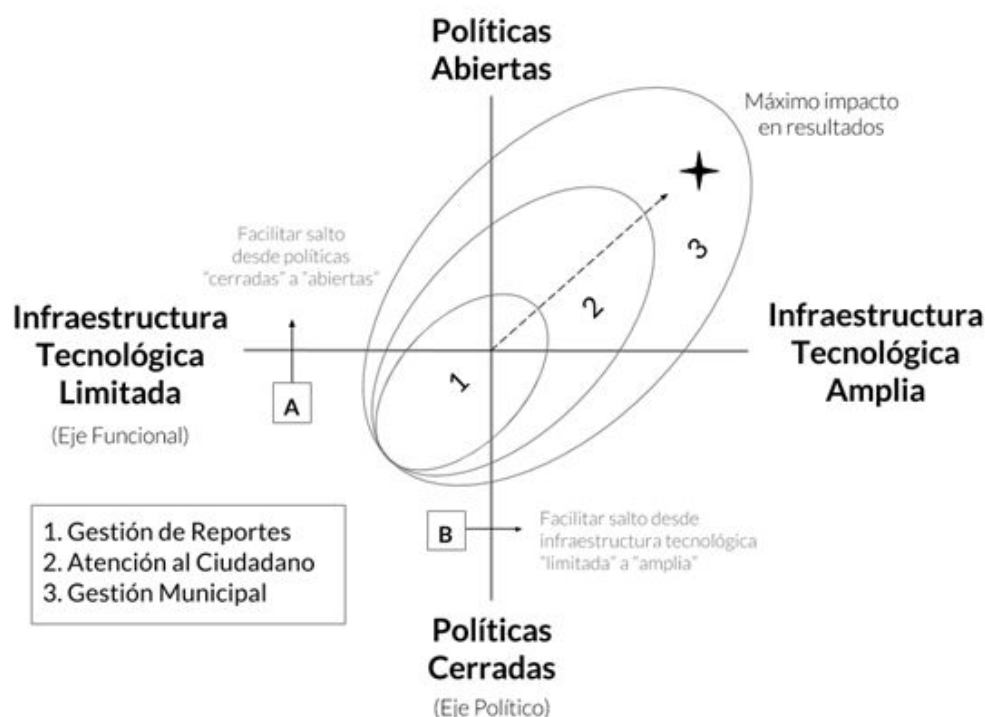 Políticas
Abiertas
Máximo impacto
en resultados
Facilitar salto
desde políticas
"cerradas" a "abiertas"
3
2
Infraestructura
Tecnológica
Limitada
(Eje Funcional)
A
1
Infraestructura
Tecnológica
Amplia
1. Gestión de Reportes
2. Atención al Ciudadano
3. Gestión Municipal
B
Facilitar salto desde
infraestructura tecnológica
"limitada" a "amplia"
Políticas
Cerradas
(Eje Político)